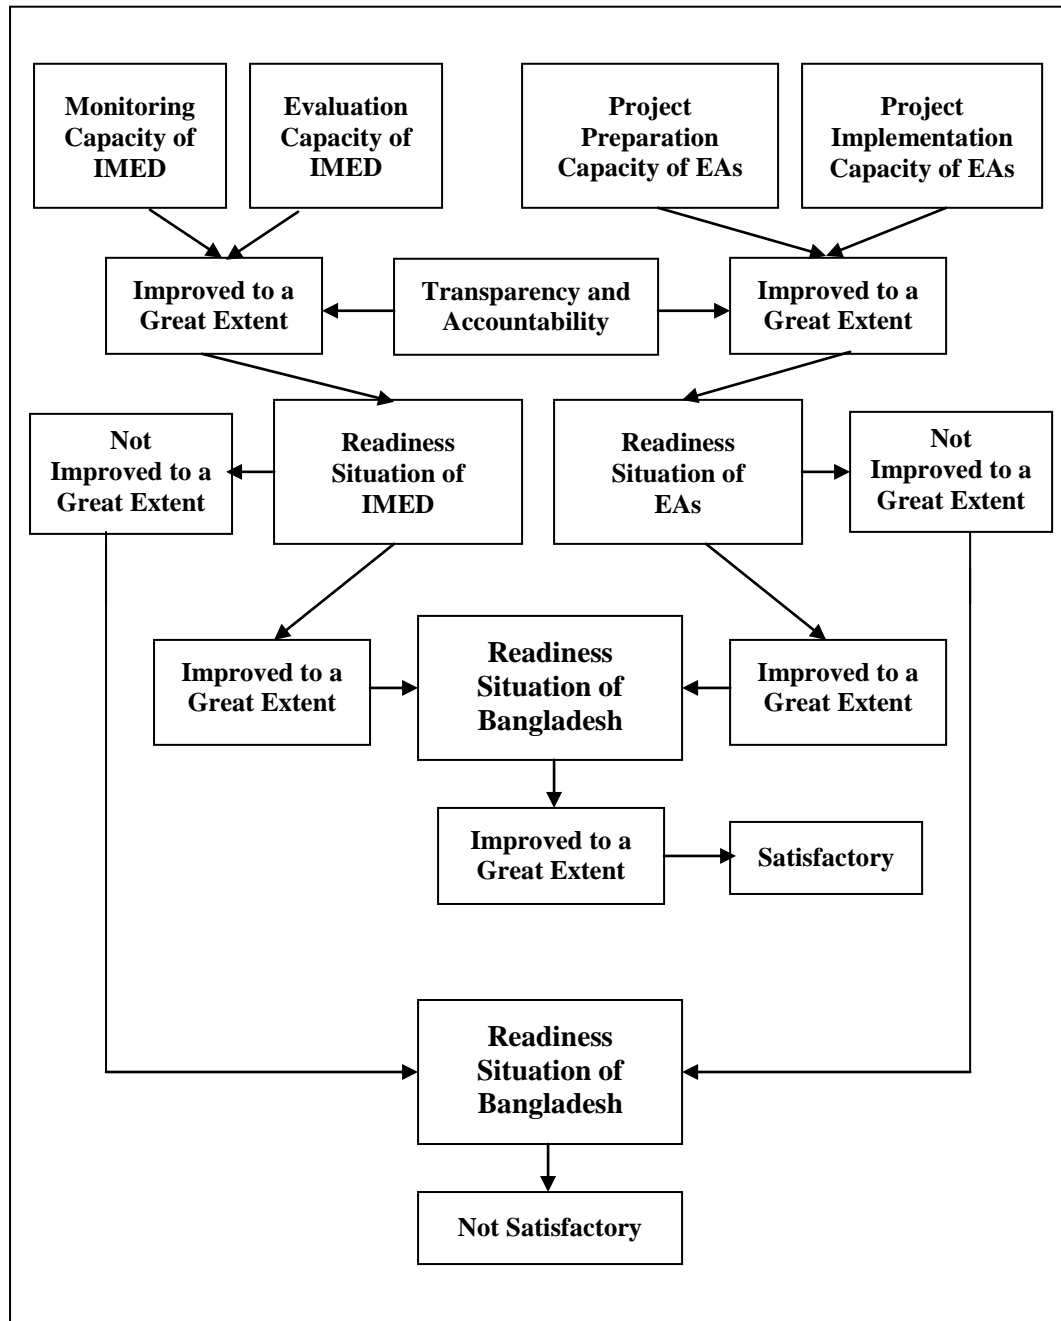 Monitoring
Capacity of
IMED
Evaluation
Capacity of
IMED
Project
Preparation
Capacity of EAs
Project
Implementation
Capacity of EAs
Improved to a
Great Extent
Transparency and
Accountability
Improved to a
Great Extent
Not
Improved to a
Great Extent
Readiness
Situation of
IMED
Readiness
Situation of
EAs
Not
Improved to a
Great Extent
Improved to a
Great Extent
Readiness
Situation of
Bangladesh
Improved to a
Great Extent
Improved to a
Great Extent
Satisfactory
Readiness
Situation of
Bangladesh
Not Satisfactory